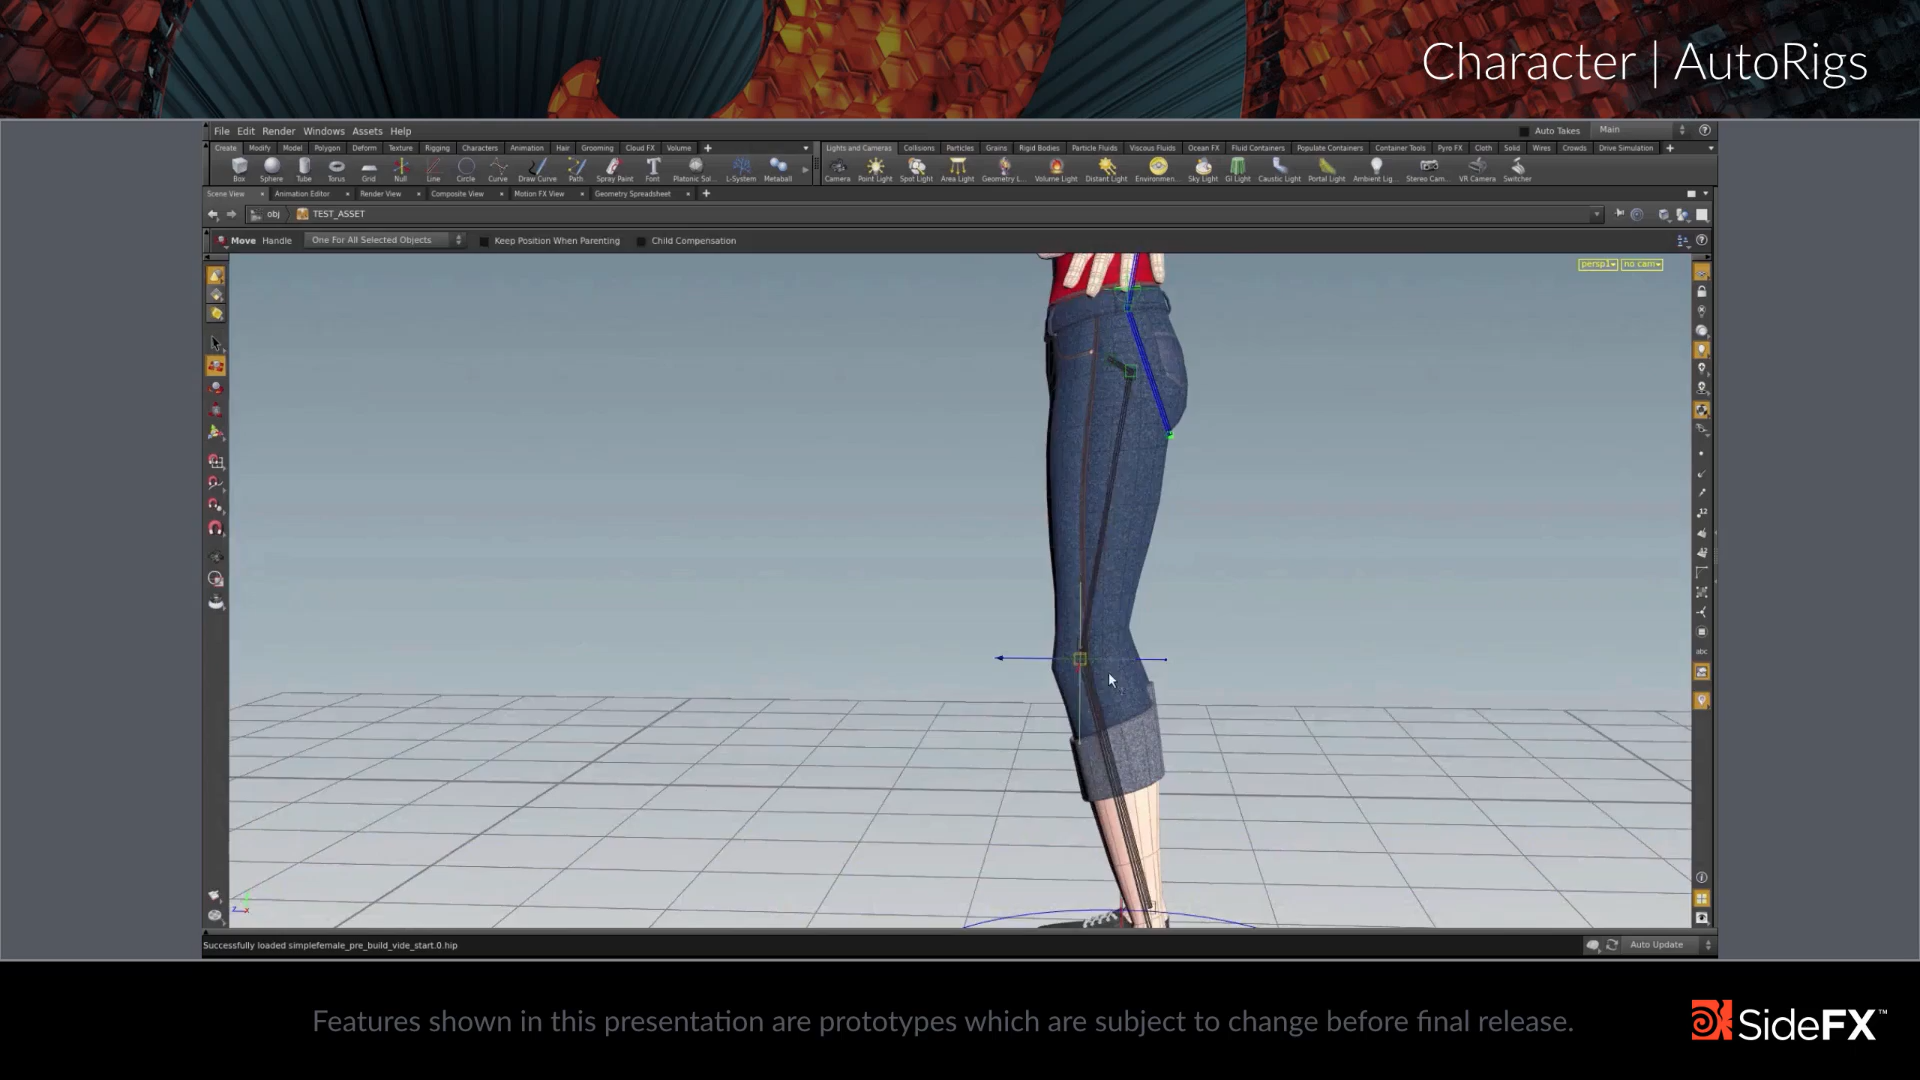 Character | AutoRigs
File Edit Render Windows Assets Help
Auto Takes Main
Create Modify Model Polygon Deform Texture Rigging Characters Animation Hair Grooming Cloud FX Volume
Lights and Cameras Collisions Particles Grains Rigid Bodies Particle Fluids Viscous Fluids Ocean FX Fluid Containers Populate Containers Container Tools Pyro FX Cloth Solid Wires Crowds Drive Simulation
Box Sphere Tube Torus Grid Null Line Circle Curve Draw Curve Path Spray Paint Font Platonic Sol... L-System Metaball
Camera Point Light Spot Light Area Light Geometry L... Volume Light Distant Light Environmen... Sky Light GI Light Caustic Light Portal Light Ambient Lig... Stereo Cam... VR Camera Switcher
Scene View Animation Editor Render View Composite View Motion FX View Geometry Spreadsheet
obj TEST_ASSET
Move Handle One For All Selected Objects Keep Position When Parenting Child Compensation
persp1 no cam
12
abc
z x
Successfully loaded simplefemale_pre_build_vide_start.0.hip
Auto Update
Features shown in this presentation are prototypes which are subject to change before final release.
SideFX™